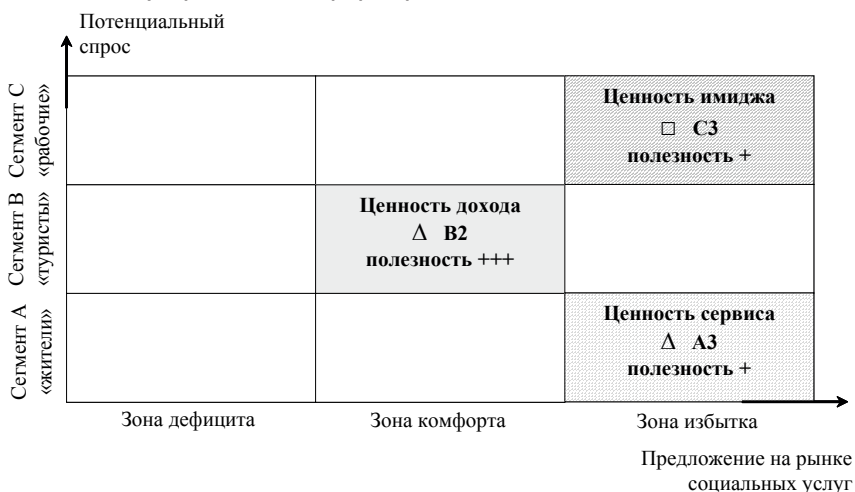 Потенциальный
спрос
Сегмент С
«рабочие»
Ценность имиджа
□ С3
полезность +
Сегмент В
«туристы»
Ценность дохода
Δ В2
полезность +++
Сегмент А
«жители»
Ценность сервиса
Δ А3
полезность +
Зона дефицита
Зона комфорта
Зона избытка
Предложение на рынке
социальных услуг